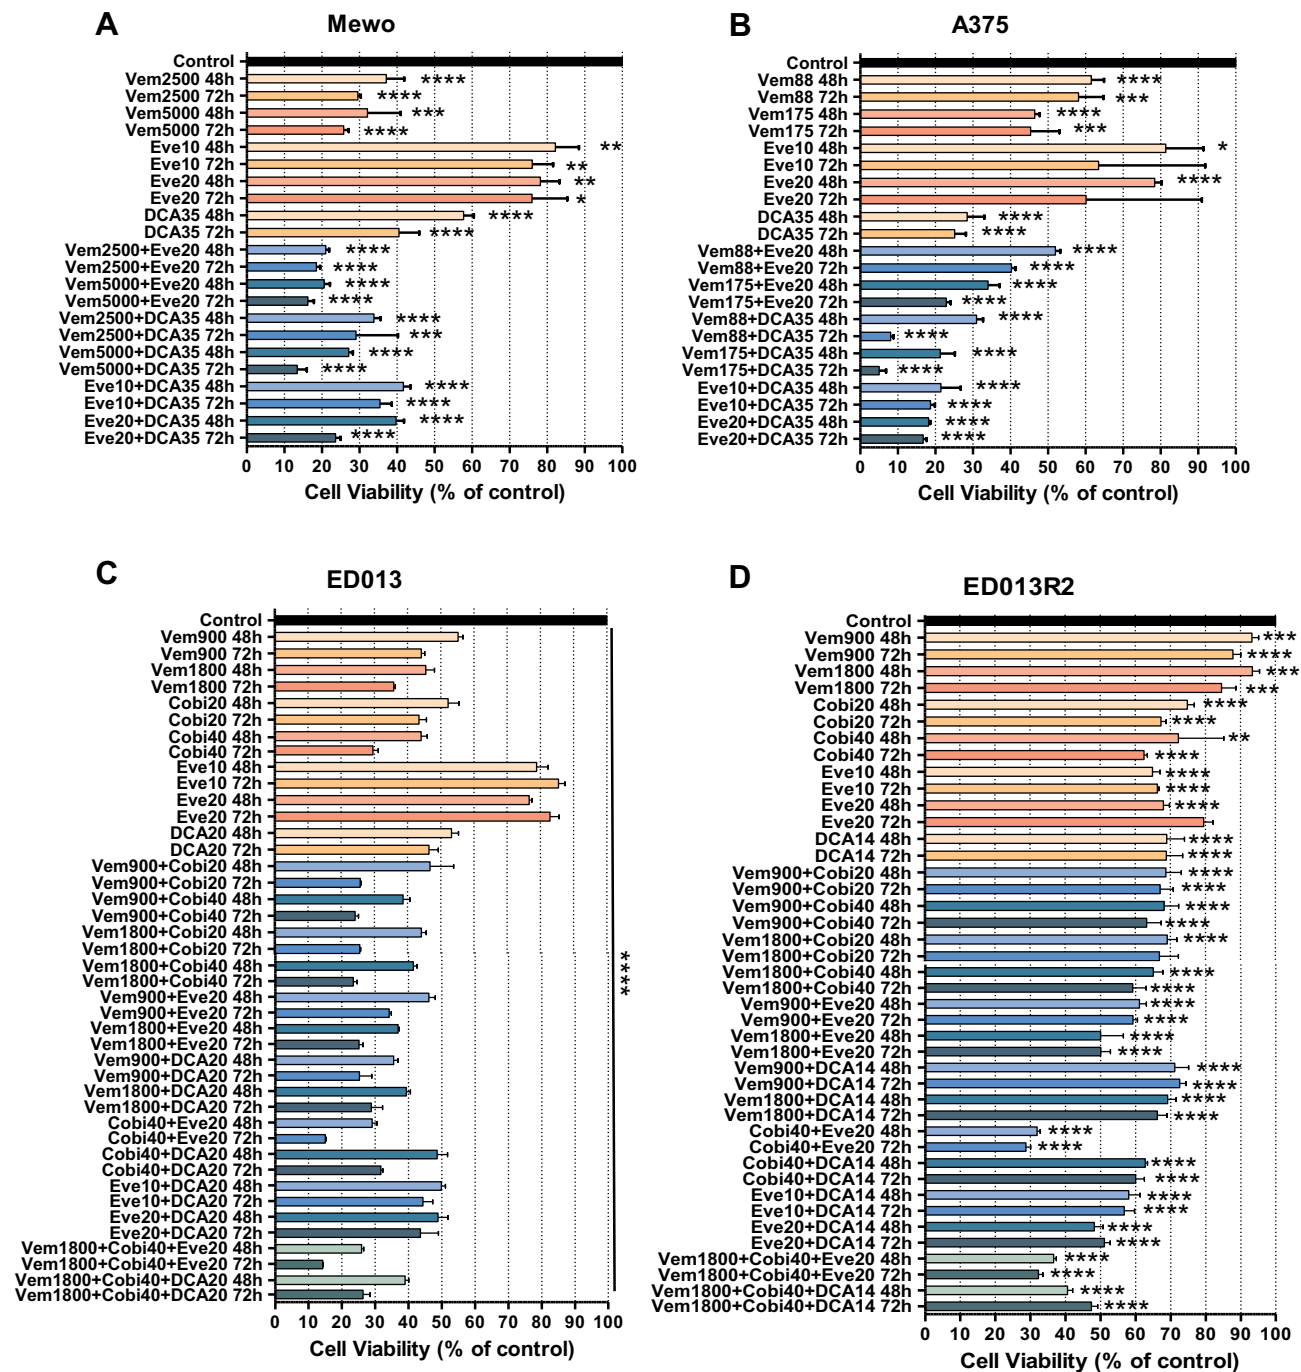 A
Mewo
Control
Vem2500 48h
****
Vem2500 72h
****
Vem5000 48h
***
Vem5000 72h
****
Eve10 48h
**
Eve10 72h
**
Eve20 48h
**
Eve20 72h
*
DCA35 48h
****
DCA35 72h
****
Vem2500+Eve20 48h
****
Vem2500+Eve20 72h
****
Vem5000+Eve20 48h
****
Vem5000+Eve20 72h
****
Vem2500+DCA35 48h
****
Vem2500+DCA35 72h
***
Vem5000+DCA35 48h
****
Vem5000+DCA35 72h
****
Eve10+DCA35 48h
****
Eve10+DCA35 72h
****
Eve20+DCA35 48h
****
Eve20+DCA35 72h
****
0 10 20 30 40 50 60 70 80 90 100
Cell Viability (% of control)
B
A375
Control
Vem88 48h
****
Vem88 72h
***
Vem175 48h
****
Vem175 72h
***
Eve10 48h
*
Eve10 72h
Eve20 48h
****
Eve20 72h
DCA35 48h
****
DCA35 72h
****
Vem88+Eve20 48h
****
Vem88+Eve20 72h
****
Vem175+Eve20 48h
****
Vem175+Eve20 72h
****
Vem88+DCA35 48h
****
Vem88+DCA35 72h
****
Vem175+DCA35 48h
****
Vem175+DCA35 72h
****
Eve10+DCA35 48h
****
Eve10+DCA35 72h
****
Eve20+DCA35 48h
****
Eve20+DCA35 72h
****
0 10 20 30 40 50 60 70 80 90 100
Cell Viability (% of control)
C
ED013
Control
Vem900 48h
Vem900 72h
Vem1800 48h
Vem1800 72h
Cobi20 48h
Cobi20 72h
Cobi40 48h
Cobi40 72h
Eve10 48h
Eve10 72h
Eve20 48h
Eve20 72h
DCA20 48h
DCA20 72h
Vem900+Cobi20 48h
Vem900+Cobi20 72h
Vem900+Cobi40 48h
Vem900+Cobi40 72h
Vem1800+Cobi20 48h
Vem1800+Cobi20 72h
Vem1800+Cobi40 48h
Vem1800+Cobi40 72h
Vem900+Eve20 48h
Vem900+Eve20 72h
Vem1800+Eve20 48h
Vem1800+Eve20 72h
Vem900+DCA20 48h
Vem900+DCA20 72h
Vem1800+DCA20 48h
Vem1800+DCA20 72h
Cobi40+Eve20 48h
Cobi40+Eve20 72h
Cobi40+DCA20 48h
Cobi40+DCA20 72h
Eve10+DCA20 48h
Eve10+DCA20 72h
Eve20+DCA20 48h
Eve20+DCA20 72h
Vem1800+Cobi40+Eve20 48h
Vem1800+Cobi40+Eve20 72h
Vem1800+Cobi40+DCA20 48h
Vem1800+Cobi40+DCA20 72h
****
0 10 20 30 40 50 60 70 80 90 100
Cell Viability (% of control)
D
ED013R2
Control
Vem900 48h
***
Vem900 72h
****
Vem1800 48h
***
Vem1800 72h
***
Cobi20 48h
****
Cobi20 72h
****
Cobi40 48h
**
Cobi40 72h
****
Eve10 48h
****
Eve10 72h
****
Eve20 48h
****
Eve20 72h
DCA14 48h
****
DCA14 72h
****
Vem900+Cobi20 48h
****
Vem900+Cobi20 72h
****
Vem900+Cobi40 48h
****
Vem900+Cobi40 72h
****
Vem1800+Cobi20 48h
****
Vem1800+Cobi20 72h
Vem1800+Cobi40 48h
****
Vem1800+Cobi40 72h
****
Vem900+Eve20 48h
****
Vem900+Eve20 72h
****
Vem1800+Eve20 48h
****
Vem1800+Eve20 72h
****
Vem900+DCA14 48h
****
Vem900+DCA14 72h
****
Vem1800+DCA14 48h
****
Vem1800+DCA14 72h
****
Cobi40+Eve20 48h
****
Cobi40+Eve20 72h
****
Cobi40+DCA14 48h
****
Cobi40+DCA14 72h
****
Eve10+DCA14 48h
****
Eve10+DCA14 72h
****
Eve20+DCA14 48h
****
Eve20+DCA14 72h
****
Vem1800+Cobi40+Eve20 48h
****
Vem1800+Cobi40+Eve20 72h
****
Vem1800+Cobi40+DCA14 48h
****
Vem1800+Cobi40+DCA14 72h
****
0 10 20 30 40 50 60 70 80 90 100
Cell Viability (% of control)